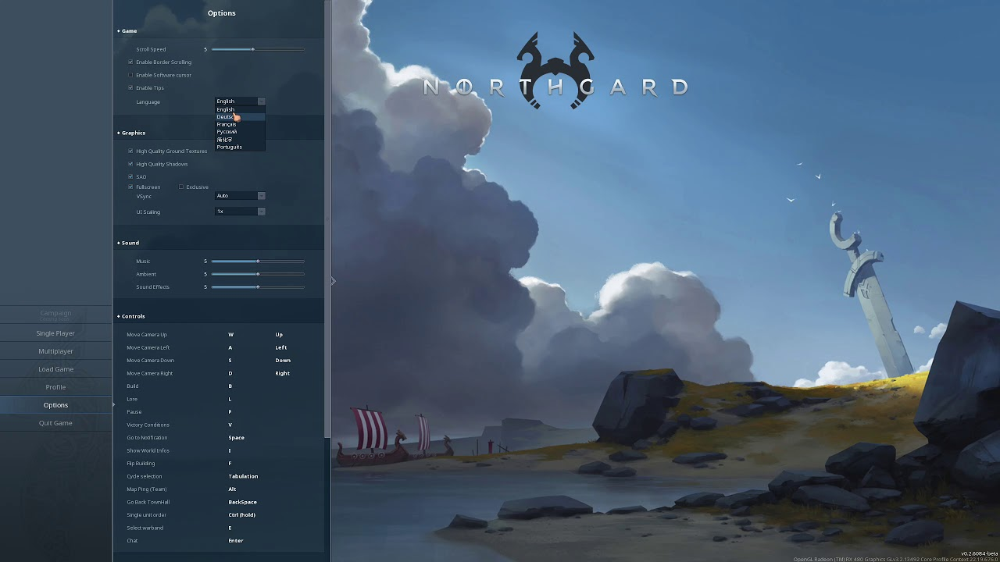 Options
Game
Scroll Speed 5
Enable Border Scrolling
Enable Software cursor
Enable Tips
Language English
English
Deutsc
Français
Русский
简化字
Português
Graphics
High Quality Ground Textures
High Quality Shadows
SAO
Fullscreen Exclusive
VSync Auto
UI Scaling 1x
Sound
Music 5
Ambient 5
Sound Effects 5
Controls
Move Camera Up W Up
Move Camera Left A Left
Move Camera Down S Down
Move Camera Right D Right
Build B
Lore L
Pause P
Victory Conditions V
Go to Notification Space
Show World Infos I
Flip Building F
Cycle selection Tabulation
Map Ping (Team) Alt
Go Back TownHall BackSpace
Single unit order Ctrl (hold)
Select warband E
Chat Enter
Campaign
Coming soon
Single Player
Multiplayer
Load Game
Profile
Options
Quit Game
NORTHGARD
v0.2.6084-beta
OpenGL Radeon (TM) RX 480 Graphics GLv3.2.13492 Core Profile Context 22.19.676.0